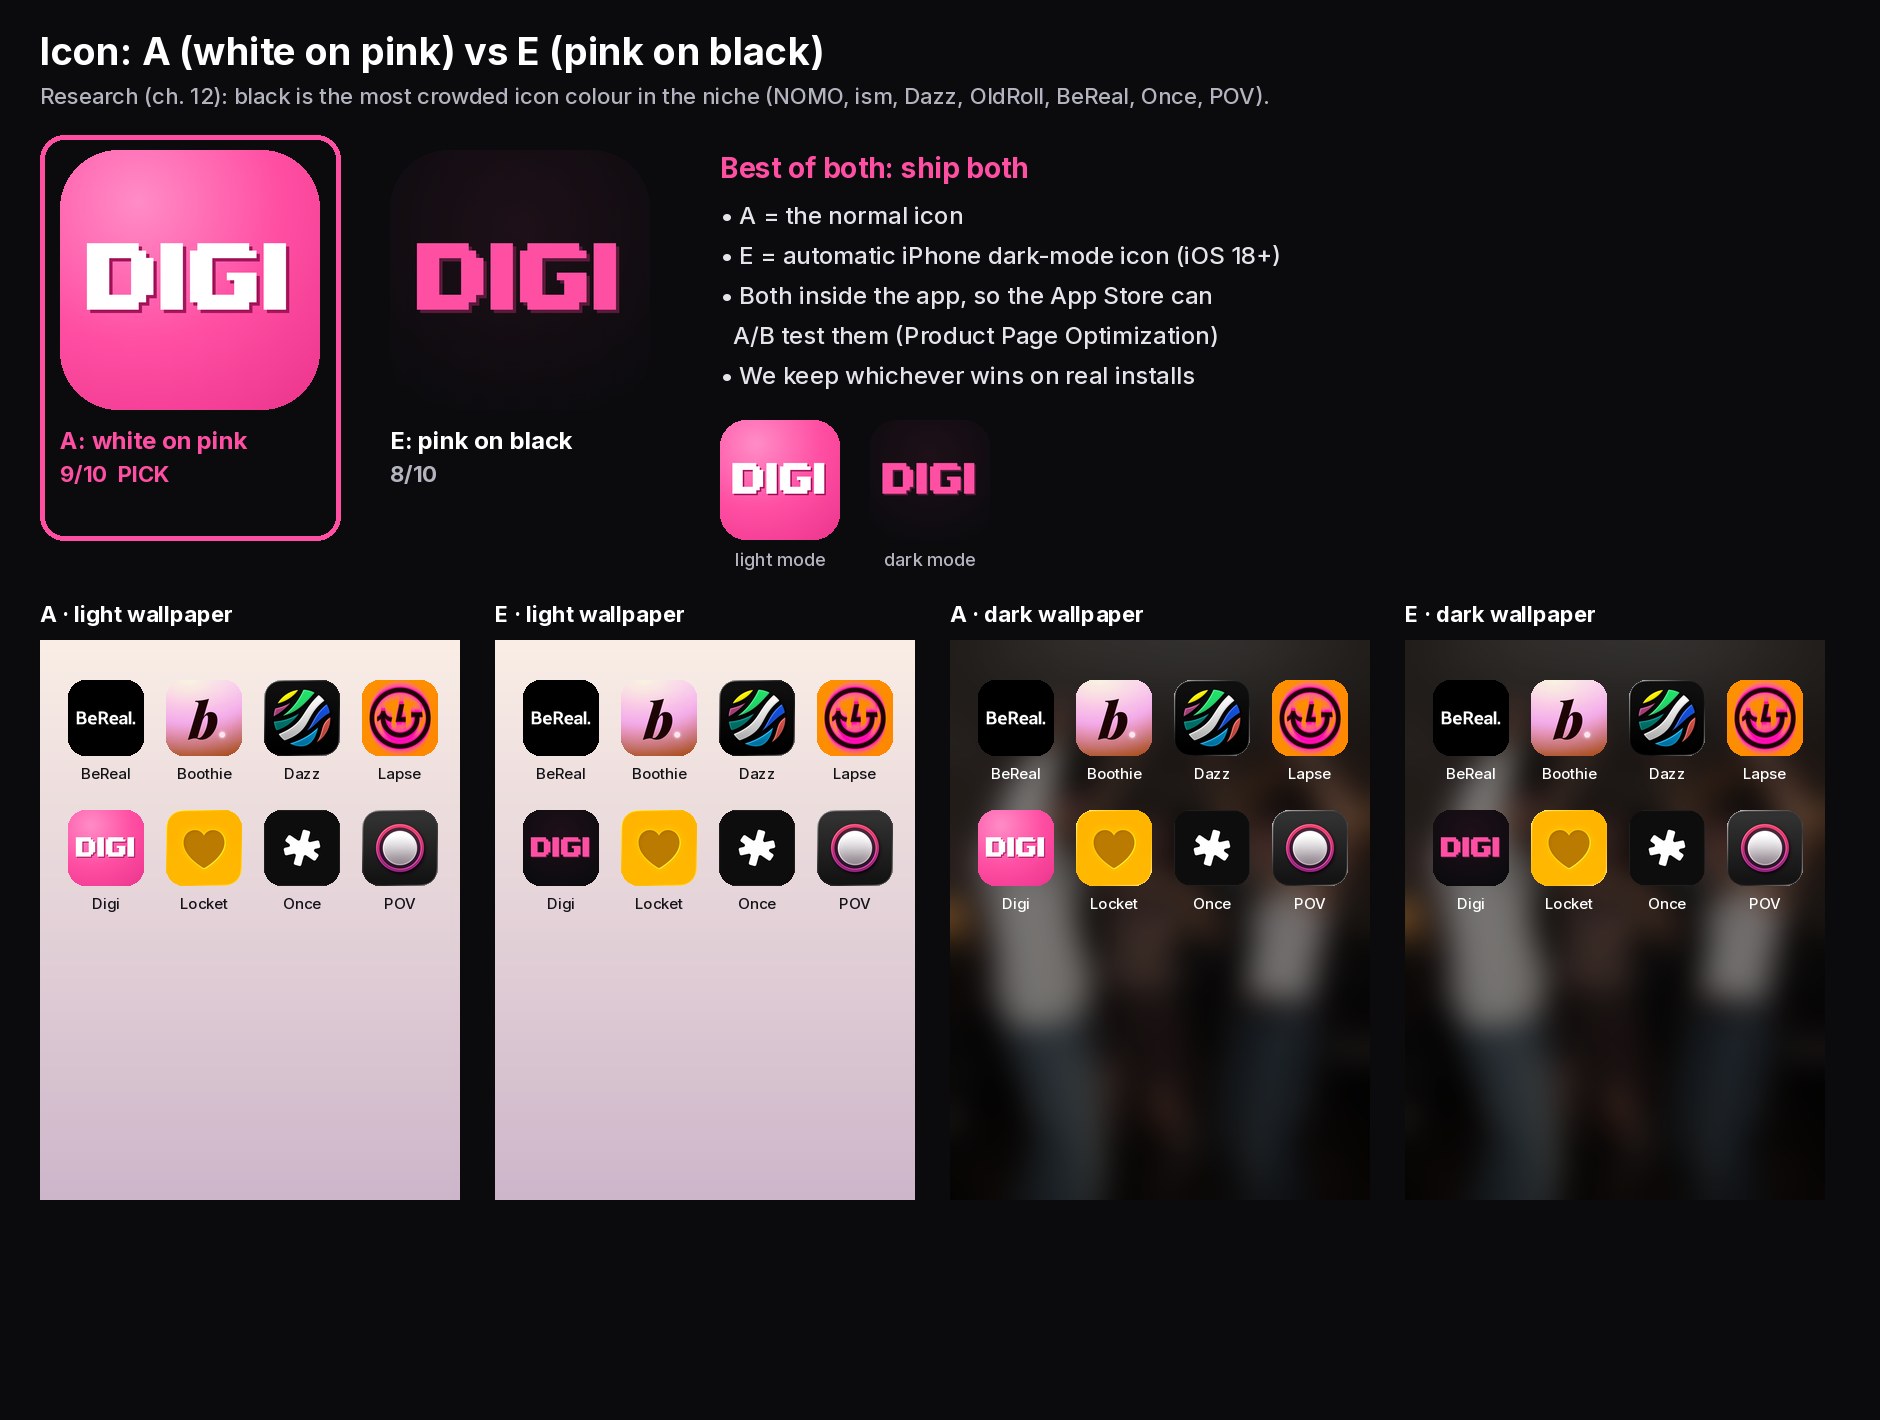 Icon: A (white on pink) vs E (pink on black)
Research (ch. 12): black is the most crowded icon colour in the niche (NOMO, ism, Dazz, OldRoll, BeReal, Once, POV).
DIGI
A: white on pink
9/10 PICK
DIGI
E: pink on black
8/10
Best of both: ship both
• A = the normal icon
• E = automatic iPhone dark-mode icon (iOS 18+)
• Both inside the app, so the App Store can
A/B test them (Product Page Optimization)
• We keep whichever wins on real installs
DIGI DIGI
light mode dark mode
A · light wallpaper
BeReal. b.
BeReal Boothie Dazz Lapse
DIGI
Digi Locket Once POV
E · light wallpaper
BeReal. b.
BeReal Boothie Dazz Lapse
DIGI
Digi Locket Once POV
A · dark wallpaper
BeReal. b.
BeReal Boothie Dazz Lapse
DIGI
Digi Locket Once POV
E · dark wallpaper
BeReal. b.
BeReal Boothie Dazz Lapse
DIGI
Digi Locket Once POV